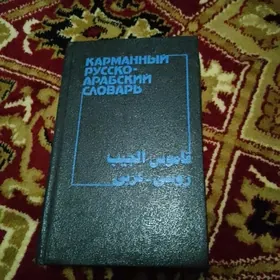 КАРМАННЫЙ
РУССКО-
АРАБСКИЙ
СЛОВАРЬ
قاموس الجيب
روسي-عربي